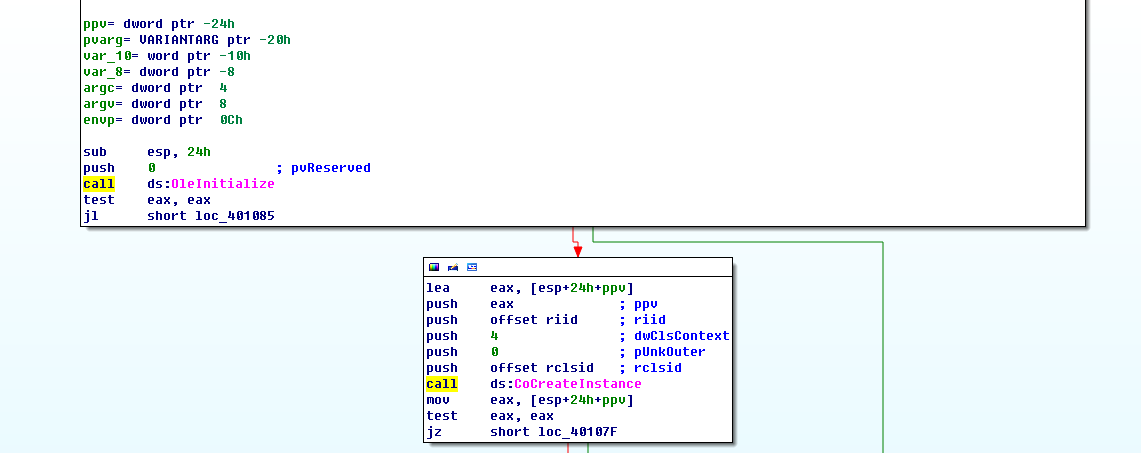 ppv= dword ptr -24h
pvarg= VARIANTARG ptr -20h
var_10= word ptr -10h
var_8= dword ptr -8
argc= dword ptr  4
argv= dword ptr  8
envp= dword ptr  0Ch
sub     esp, 24h
push    0               ; pvReserved
call    ds:OleInitialize
test    eax, eax
jl      short loc_401085
lea     eax, [esp+24h+ppv]
push    eax             ; ppv
push    offset riid     ; riid
push    4               ; dwClsContext
push    0               ; pUnkOuter
push    offset rclsid   ; rclsid
call    ds:CoCreateInstance
mov     eax, [esp+24h+ppv]
test    eax, eax
jz      short loc_40107F